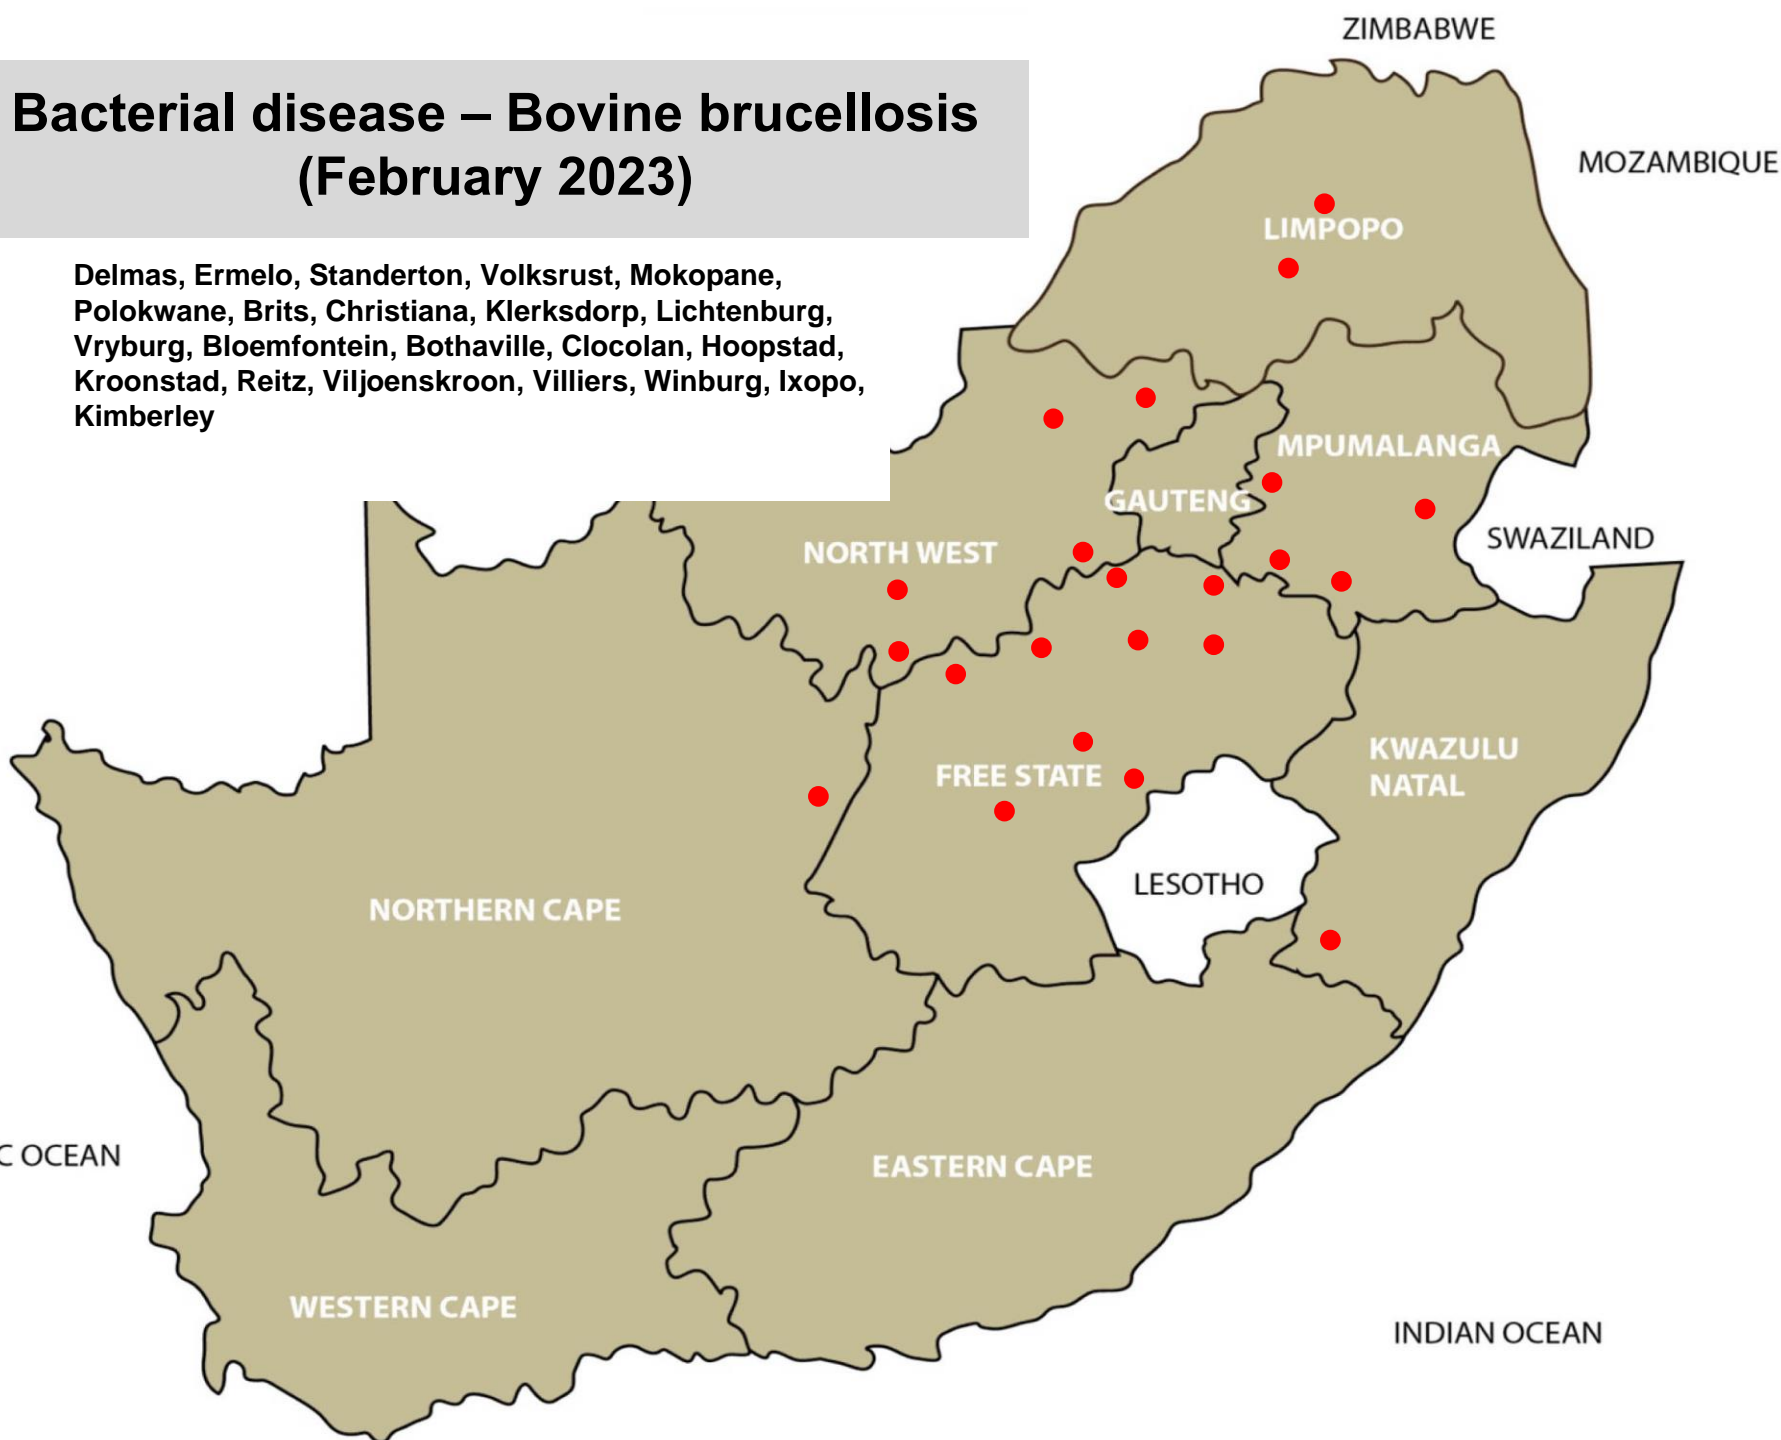 ZIMBABWE
Bacterial disease – Bovine brucellosis
(February 2023)
MOZAMBIQUE
LIMPOPO
Delmas, Ermelo, Standerton, Volksrust, Mokopane,
Polokwane, Brits, Christiana, Klerksdorp, Lichtenburg,
Vryburg, Bloemfontein, Bothaville, Clocolan, Hoopstad,
Kroonstad, Reitz, Viljoenskroon, Villiers, Winburg, Ixopo,
Kimberley
MPUMALANGA
GAUTENG
SWAZILAND
NORTH WEST
KWAZULU
NATAL
FREE STATE
LESOTHO
NORTHERN CAPE
C OCEAN
EASTERN CAPE
WESTERN CAPE
INDIAN OCEAN